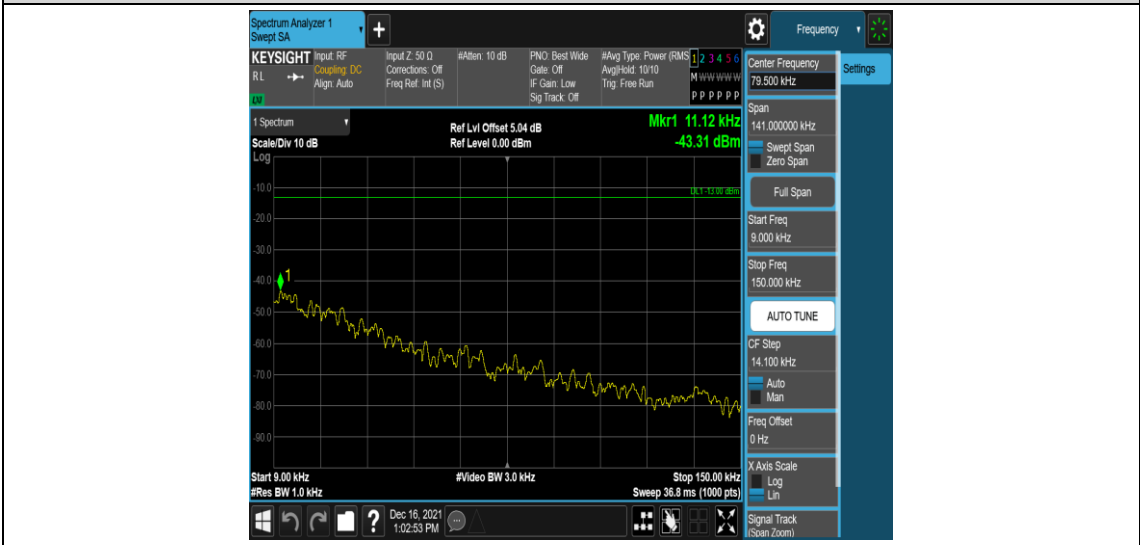 Spectrum Analyzer 1
Swept SA
+
Frequency
KEYSIGHT
RL
LXI
Input: RF
Coupling: DC
Align: Auto
Input Z: 50 Ω
Corrections: Off
Freq Ref: Int (S)
#Atten: 10 dB
PNO: Best Wide
Gate: Off
IF Gain: Low
Sig Track: Off
#Avg Type: Power (RMS
Avg|Hold: 10/10
Trig: Free Run
1 2 3 4 5 6
M W W W W W
P P P P P P
1 Spectrum
Scale/Div 10 dB
Log
Ref Lvl Offset 5.04 dB
Ref Level 0.00 dBm
Mkr1 11.12 kHz
-43.31 dBm
DL1 -13.00 dBm
-10.0
-20.0
-30.0
-40.0
1
-50.0
-60.0
-70.0
-80.0
-90.0
Start 9.00 kHz
#Res BW 1.0 kHz
#Video BW 3.0 kHz
Stop 150.00 kHz
Sweep 36.8 ms (1000 pts)
?
Dec 16, 2021
1:02:53 PM
Center Frequency
79.500 kHz
Settings
Span
141.000000 kHz
Swept Span
Zero Span
Full Span
Start Freq
9.000 kHz
Stop Freq
150.000 kHz
AUTO TUNE
CF Step
14.100 kHz
Auto
Man
Freq Offset
0 Hz
X Axis Scale
Log
Lin
Signal Track
(Span Zoom)